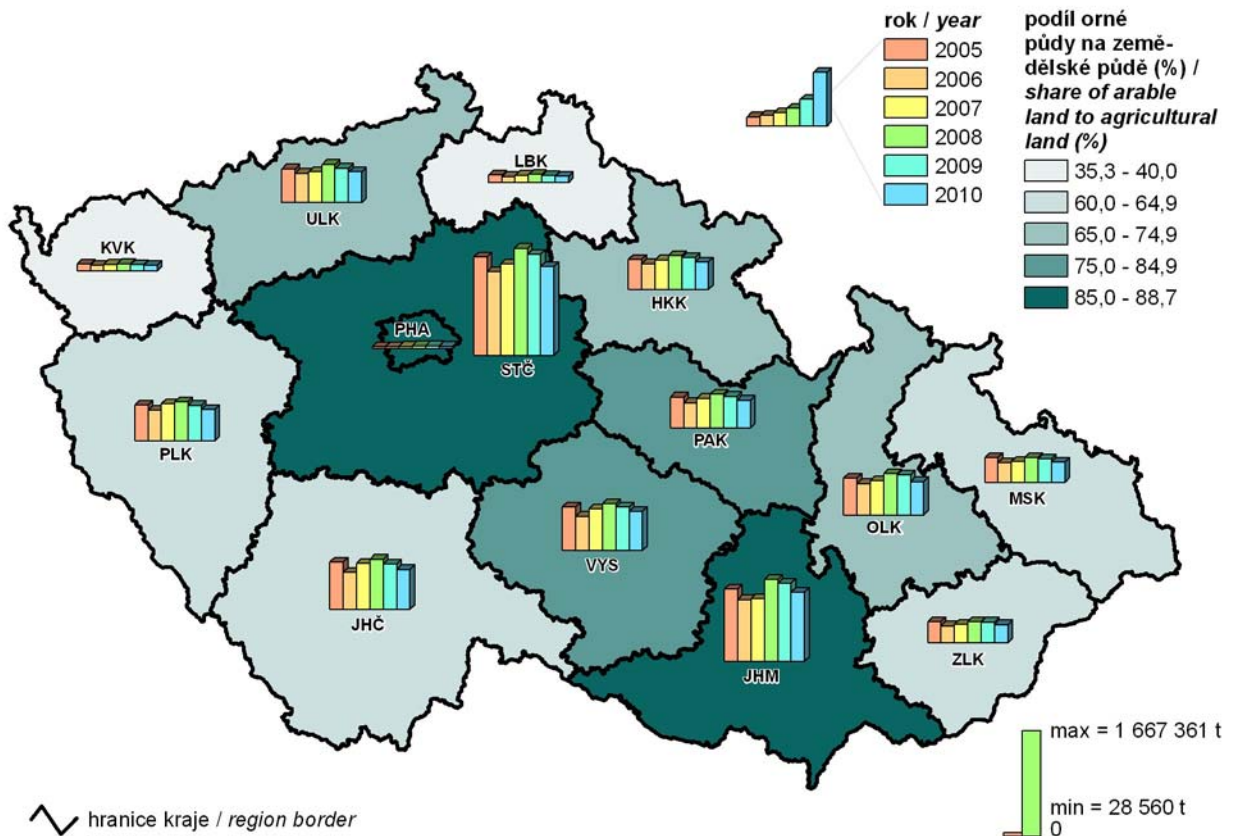 rok / year
2005
2006
2007
2008
2009
2010
podíl orné
půdy na země-
dělské půdě (%) /
share of arable
land to agricultural
land (%)
35,3 - 40,0
60,0 - 64,9
65,0 - 74,9
75,0 - 84,9
85,0 - 88,7
LBK
ULK
KVK
HKK
PHA
STČ
PAK
PLK
MSK
OLK
VYS
JHČ
ZLK
JHM
max = 1 667 361 t
min = 28 560 t
0
hranice kraje / region border